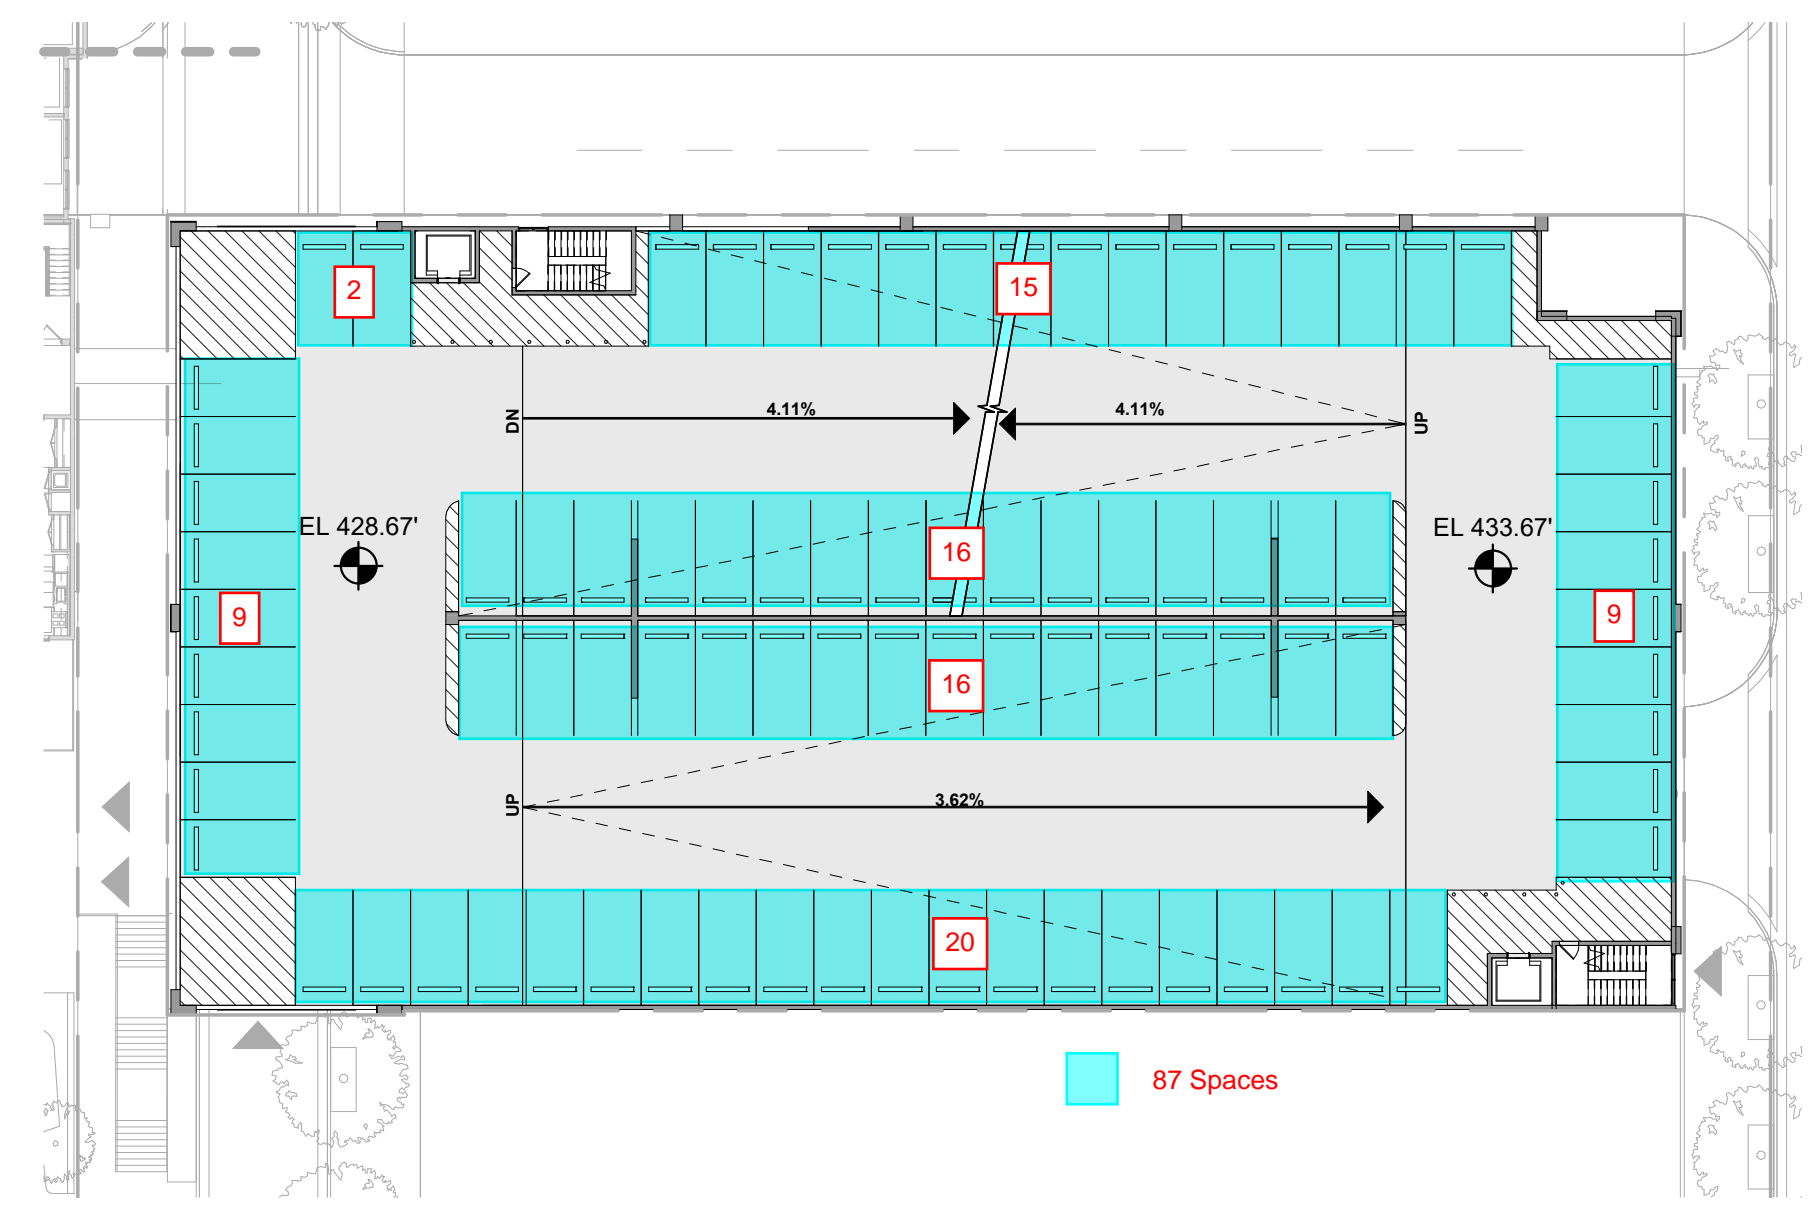 2
15
4.11%
4.11%
DN
UP
EL 428.67'
EL 433.67'
16
9
9
16
UP
3.62%
20
87 Spaces